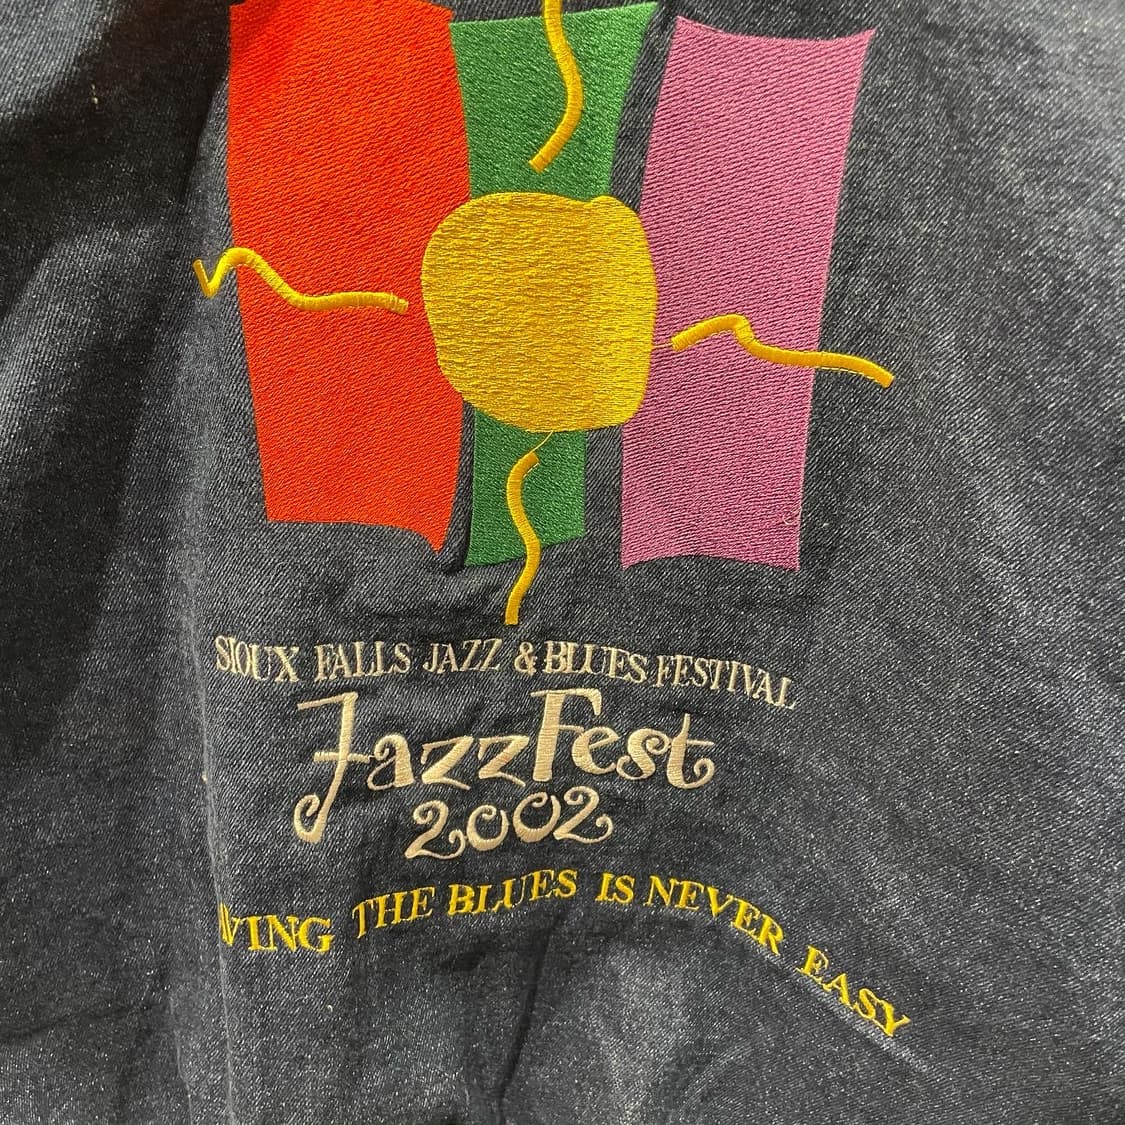 SIOUX FALLS JAZZ & BLUES FESTIVAL
JazzFest
2002
THE BLUES IS NEVER EASY